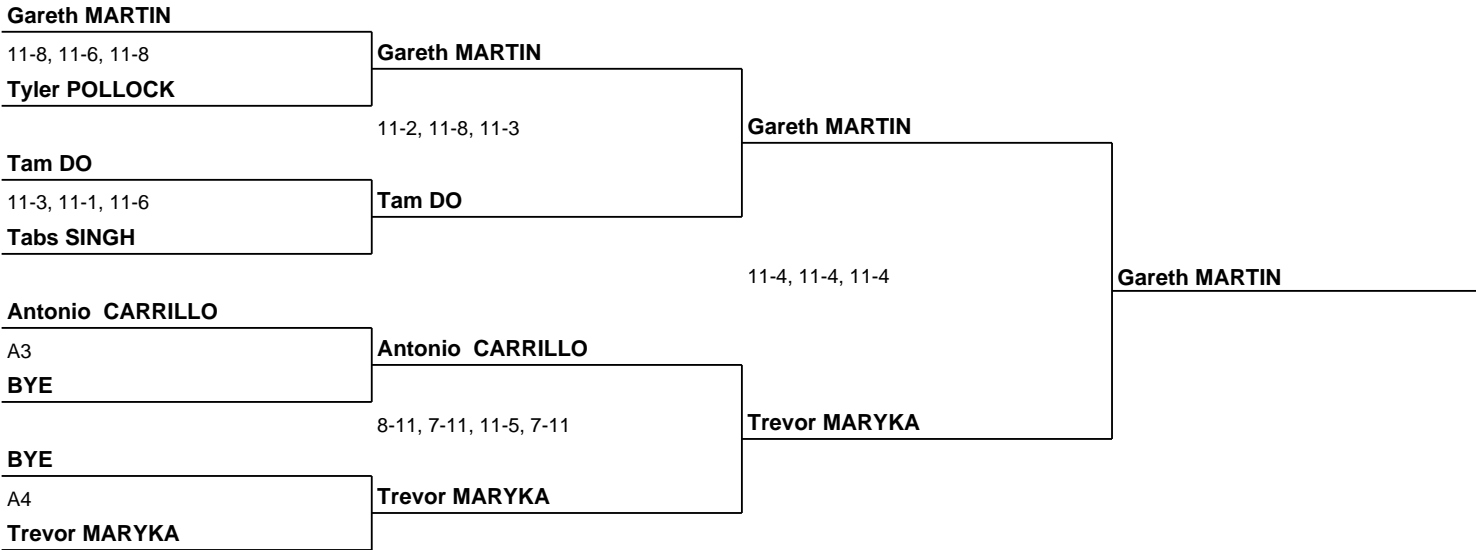 Gareth MARTIN
11-8, 11-6, 11-8
Gareth MARTIN
Tyler POLLOCK
11-2, 11-8, 11-3
Gareth MARTIN
Tam DO
11-3, 11-1, 11-6
Tam DO
Tabs SINGH
11-4, 11-4, 11-4
Gareth MARTIN
Antonio  CARRILLO
A3
Antonio  CARRILLO
BYE
8-11, 7-11, 11-5, 7-11
Trevor MARYKA
BYE
A4
Trevor MARYKA
Trevor MARYKA